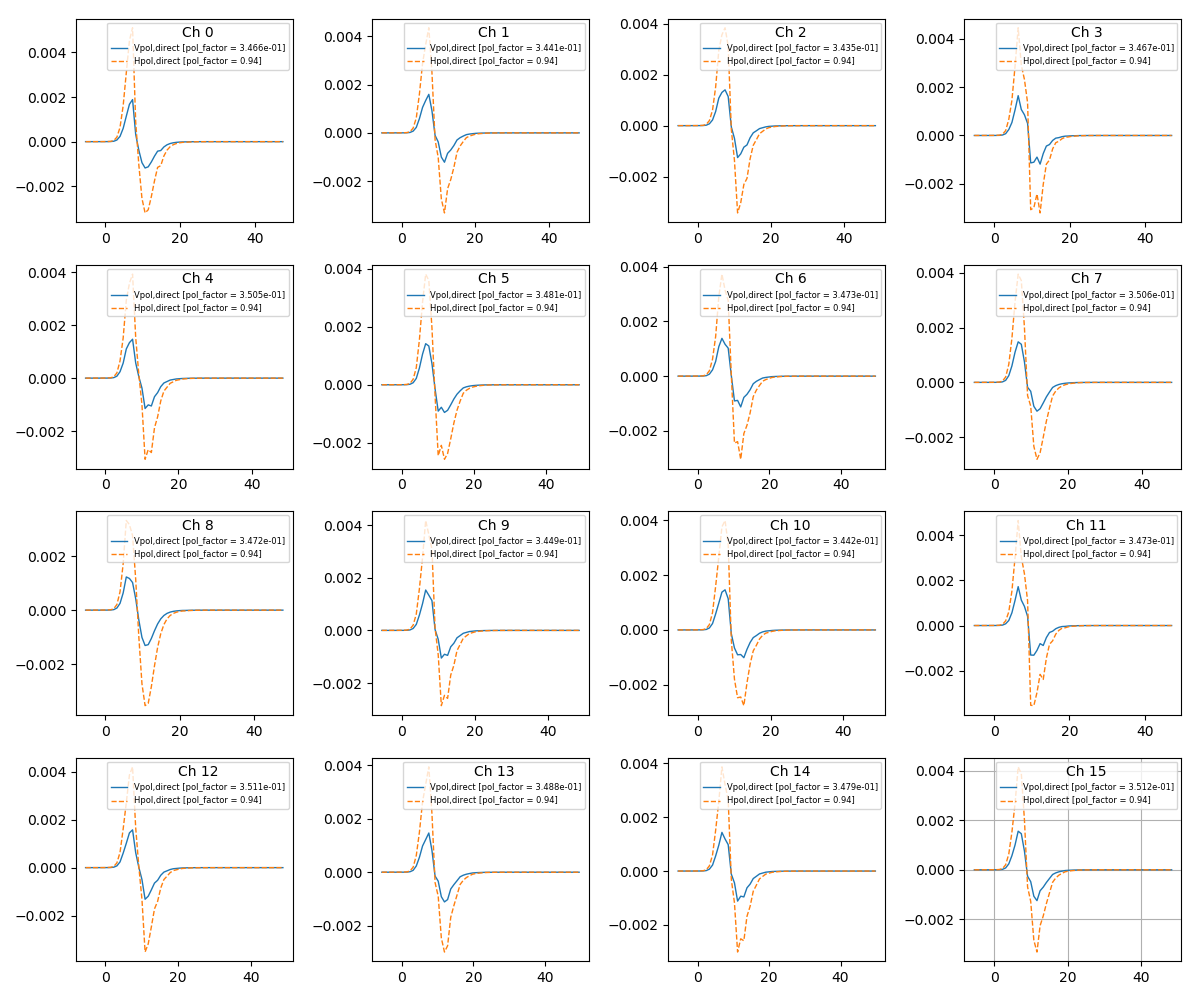 Ch 0
Vpol,direct [pol_factor = 3.466e-01]
Hpol,direct [pol_factor = 0.94]
0.004
0.002
0.000
−0.002
0 20 40
Ch 1
Vpol,direct [pol_factor = 3.441e-01]
Hpol,direct [pol_factor = 0.94]
0.004
0.002
0.000
−0.002
0 20 40
Ch 2
Vpol,direct [pol_factor = 3.435e-01]
Hpol,direct [pol_factor = 0.94]
0.004
0.002
0.000
−0.002
0 20 40
Ch 3
Vpol,direct [pol_factor = 3.467e-01]
Hpol,direct [pol_factor = 0.94]
0.004
0.002
0.000
−0.002
0 20 40
Ch 4
Vpol,direct [pol_factor = 3.505e-01]
Hpol,direct [pol_factor = 0.94]
0.004
0.002
0.000
−0.002
0 20 40
Ch 5
Vpol,direct [pol_factor = 3.481e-01]
Hpol,direct [pol_factor = 0.94]
0.004
0.002
0.000
−0.002
0 20 40
Ch 6
Vpol,direct [pol_factor = 3.473e-01]
Hpol,direct [pol_factor = 0.94]
0.004
0.002
0.000
−0.002
0 20 40
Ch 7
Vpol,direct [pol_factor = 3.506e-01]
Hpol,direct [pol_factor = 0.94]
0.004
0.002
0.000
−0.002
0 20 40
Ch 8
Vpol,direct [pol_factor = 3.472e-01]
Hpol,direct [pol_factor = 0.94]
0.002
0.000
−0.002
0 20 40
Ch 9
Vpol,direct [pol_factor = 3.449e-01]
Hpol,direct [pol_factor = 0.94]
0.004
0.002
0.000
−0.002
0 20 40
Ch 10
Vpol,direct [pol_factor = 3.442e-01]
Hpol,direct [pol_factor = 0.94]
0.004
0.002
0.000
−0.002
0 20 40
Ch 11
Vpol,direct [pol_factor = 3.473e-01]
Hpol,direct [pol_factor = 0.94]
0.004
0.002
0.000
−0.002
0 20 40
Ch 12
Vpol,direct [pol_factor = 3.511e-01]
Hpol,direct [pol_factor = 0.94]
0.004
0.002
0.000
−0.002
0 20 40
Ch 13
Vpol,direct [pol_factor = 3.488e-01]
Hpol,direct [pol_factor = 0.94]
0.004
0.002
0.000
−0.002
0 20 40
Ch 14
Vpol,direct [pol_factor = 3.479e-01]
Hpol,direct [pol_factor = 0.94]
0.004
0.002
0.000
−0.002
0 20 40
Ch 15
Vpol,direct [pol_factor = 3.512e-01]
Hpol,direct [pol_factor = 0.94]
0.004
0.002
0.000
−0.002
0 20 40